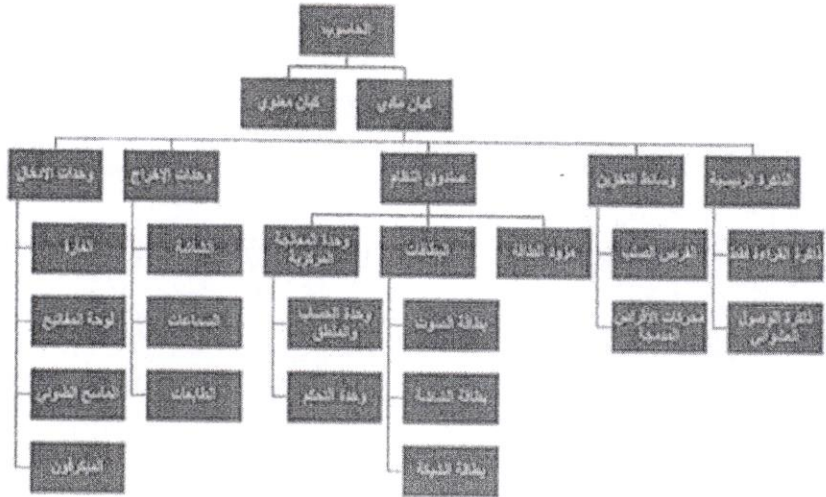 الحاسوب
كيان مادي
كيان معنوي
الذاكرة الرئيسية
وسائط التخزين
صندوق النظام
وحدات الإخراج
وحدات الإدخال
ذاكرة القراءة فقط
القرص الصلب
مزود الطاقة
البطاقات
وحدة المعالجة
المركزية
الشاشة
الفارة
ذاكرة الوصول
العشوائي
محركات الأقراص
المدمجة
بطاقة الصوت
وحدة الحساب
والمنطق
السماعات
لوحة المفاتيح
بطاقة الشاشة
وحدة التحكم
الطابعات
الماسح الضوئي
بطاقة الشبكة
الميكرفون